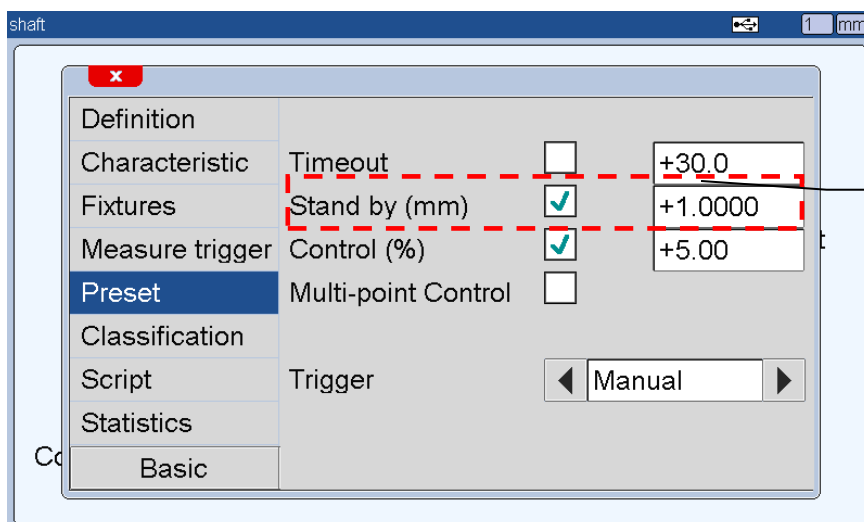 shaft 1 mm
x
Definition
Characteristic Timeout +30.0
Fixtures Stand by (mm) +1.0000
Measure trigger Control (%) +5.00
Preset Multi-point Control
Classification
Script Trigger Manual
Statistics
Basic